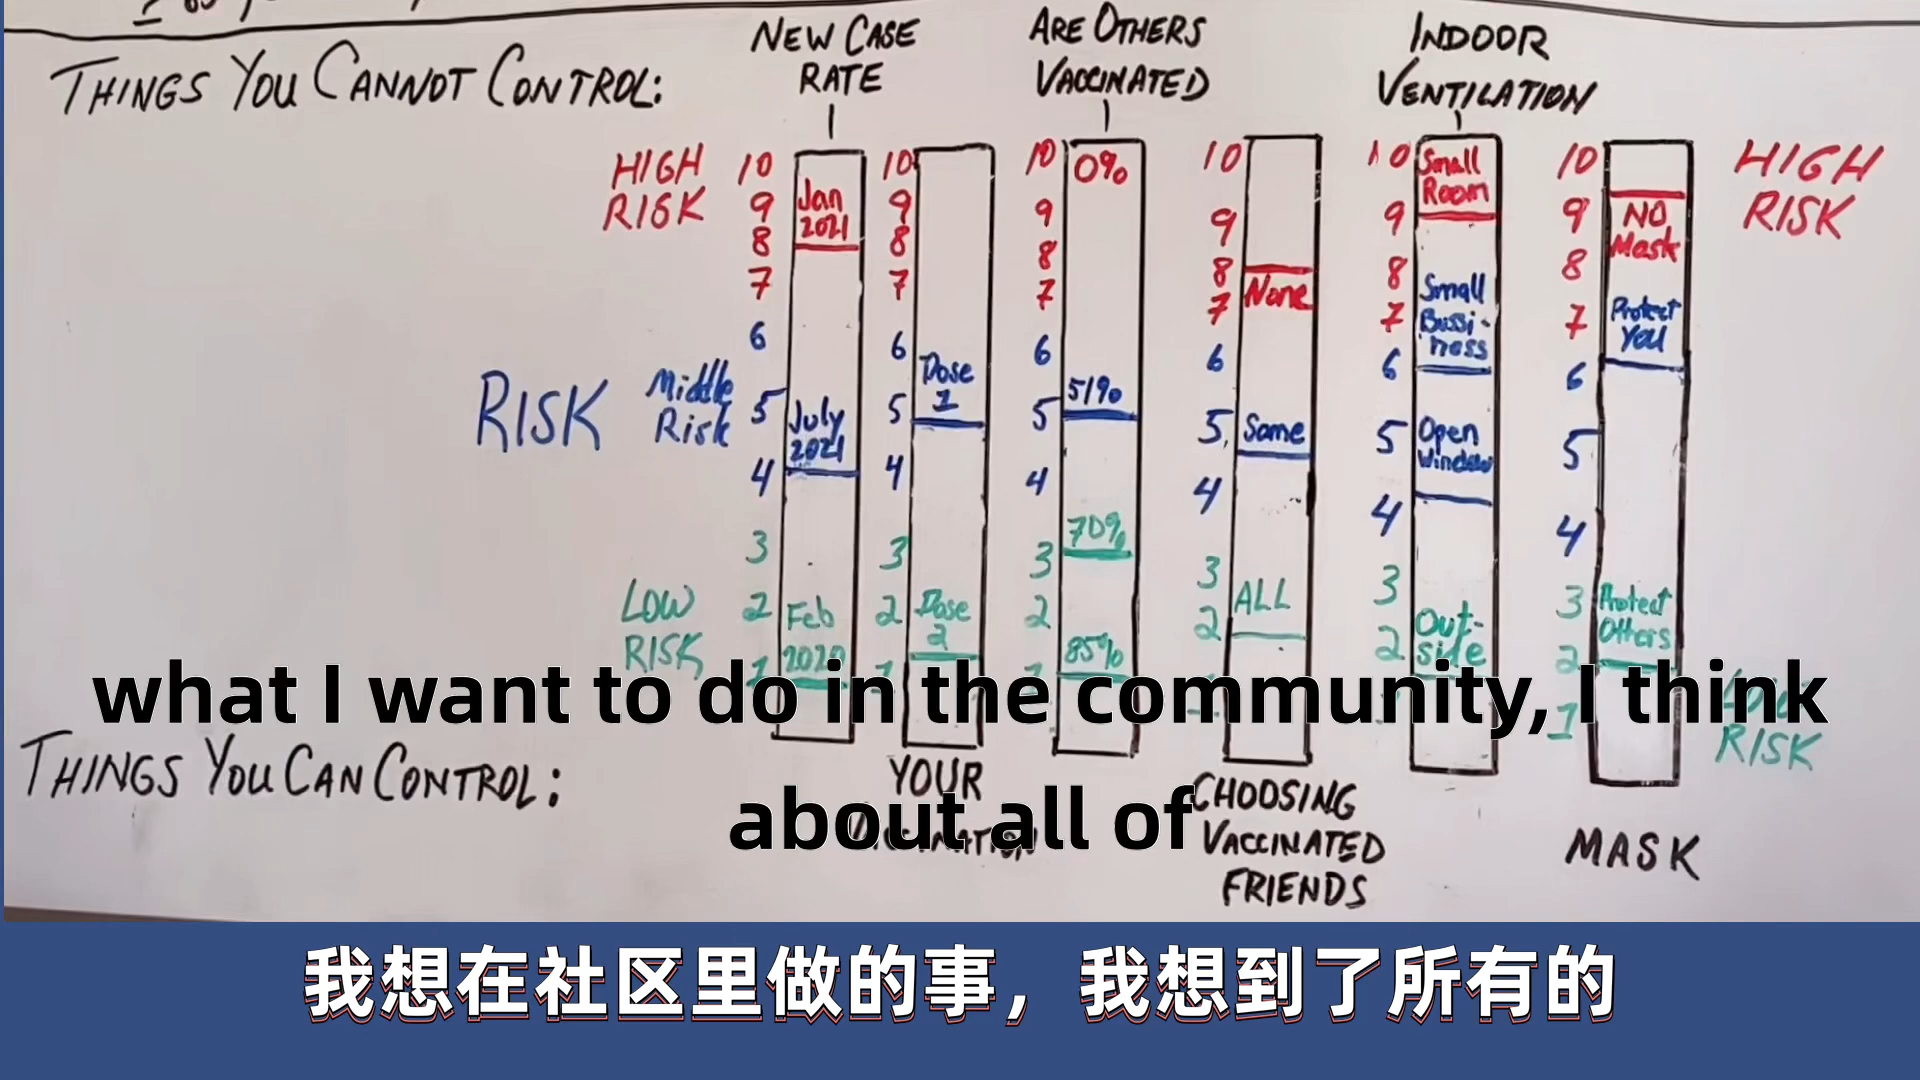 THINGS YOU CANNOT CONTROL:
NEW CASE
RATE
ARE OTHERS
VACCINATED
INDOOR
VENTILATION
HIGH
RISK
10
9
8
7
6
5
4
3
2
1
Jan
2021
July
2021
Feb
2020
10
9
8
7
6
5
4
3
2
1
Dose
1
Dose
2
10
9
8
7
6
5
4
3
2
0%
51%
70%
85%
10
9
8
7
6
5
4
3
2
None
Some
ALL
10
9
8
7
6
5
4
3
2
Small
Room
Small
Bussi-
ness
Open
Window
Out-
side
10
9
8
7
6
5
4
3
2
1
NO
Mask
Protect
You
Protect
Others
HIGH
RISK
RISK
Middle
Risk
LOW
RISK
LOW
RISK
THINGS YOU CAN CONTROL:
YOUR
CHOOSING
VACCINATED
FRIENDS
MASK
what I want to do in the community, I think
about all of
我想在社区里做的事，我想到了所有的